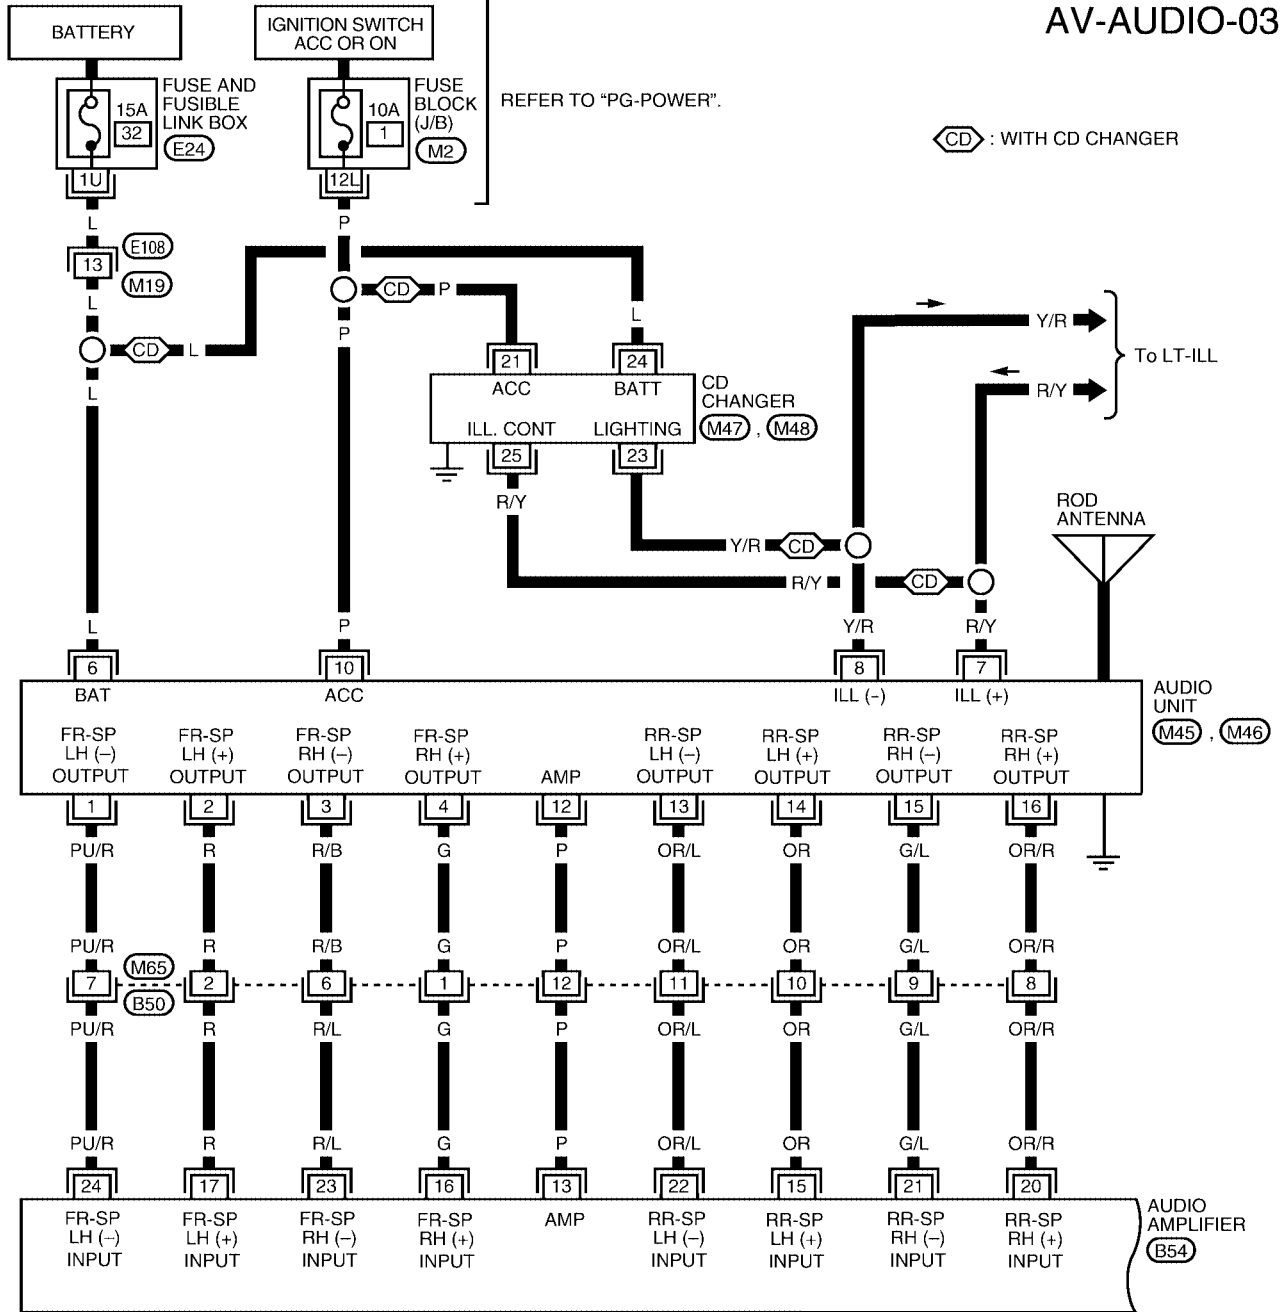 AV-AUDIO-03
BATTERY
IGNITION SWITCH
ACC OR ON
FUSE AND
FUSIBLE
LINK BOX
E24
15A
32
10A
1
FUSE
BLOCK
(J/B)
M2
REFER TO “PG-POWER”.
CD : WITH CD CHANGER
1U
12L
L
P
E108
13
M19
L
CD
P
P
L
CD
L
L
21
24
ACC
BATT
CD
CHANGER
M47 , M48
ILL. CONT
LIGHTING
25
23
R/Y
Y/R
R/Y
To LT-ILL
ROD
ANTENNA
Y/R
CD
R/Y
CD
L
P
Y/R
R/Y
6
10
8
7
BAT
ACC
ILL (–)
ILL (+)
AUDIO
UNIT
M45 , M46
FR-SP
LH (–)
OUTPUT
FR-SP
LH (+)
OUTPUT
FR-SP
RH (–)
OUTPUT
FR-SP
RH (+)
OUTPUT
AMP
RR-SP
LH (–)
OUTPUT
RR-SP
LH (+)
OUTPUT
RR-SP
RH (–)
OUTPUT
RR-SP
RH (+)
OUTPUT
1 2 3 4 12 13 14 15 16
PU/R R R/B G P OR/L OR G/L OR/R
PU/R R R/B G P OR/L OR G/L OR/R
M65
7 2 6 1 12 11 10 9 8
B50
PU/R R R/L G P OR/L OR G/L OR/R
PU/R R R/L G P OR/L OR G/L OR/R
24 17 23 16 13 22 15 21 20
FR-SP
LH (–)
INPUT
FR-SP
LH (+)
INPUT
FR-SP
RH (–)
INPUT
FR-SP
RH (+)
INPUT
AMP
RR-SP
LH (–)
INPUT
RR-SP
LH (+)
INPUT
RR-SP
RH (–)
INPUT
RR-SP
RH (+)
INPUT
AUDIO
AMPLIFIER
B54